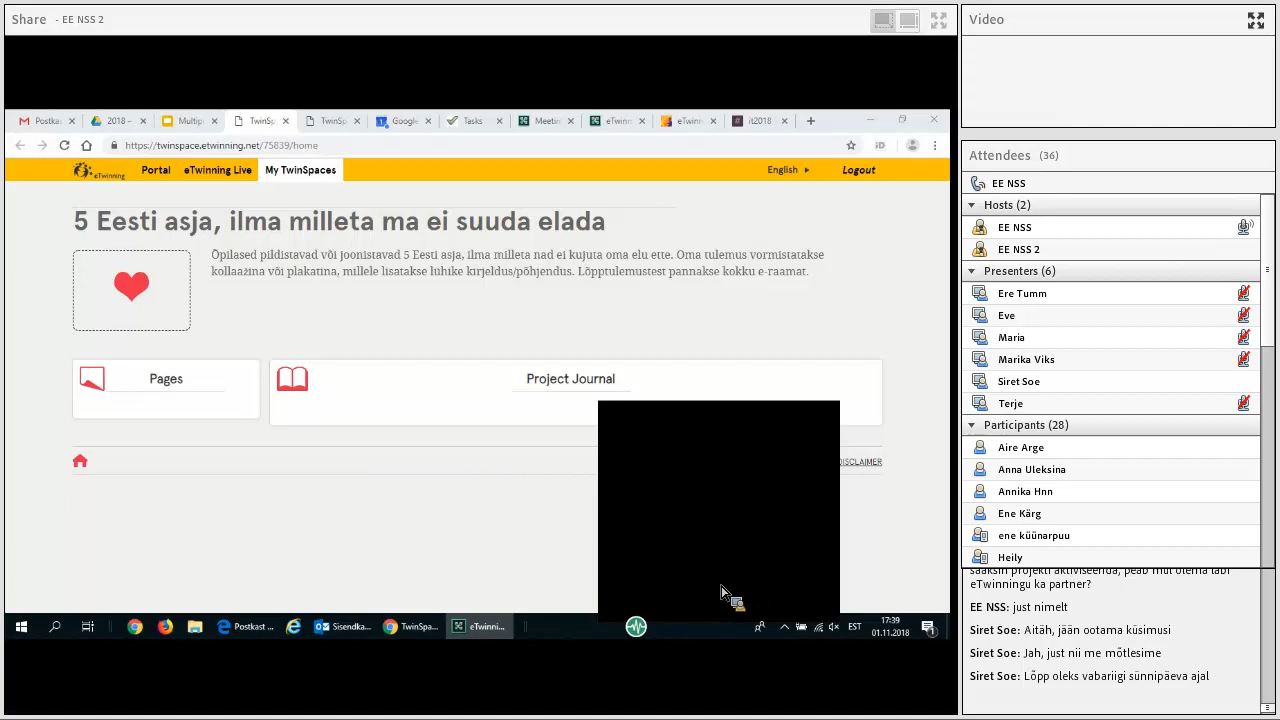 Share - EE NSS 2
Postka
2018 –
Multip
TwinSp
TwinSp
Google
Tasks
Meetin
eTwinn
eTwinn
it2018
https://twinspace.etwinning.net/75839/home
eTwinning
Portal
eTwinning Live
My TwinSpaces
English
Logout
5 Eesti asja, ilma milleta ma ei suuda elada
Õpilased pildistavad või joonistavad 5 Eesti asja, ilma milleta nad ei kujuta oma elu ette. Oma tulemus vormistatakse
kollaažina või plakatina, millele lisatakse lühike kirjeldus/põhjendus. Lõpptulemustest pannakse kokku e-raamat.
Pages
Project Journal
DISCLAIMER
Postkast ...
Sisendka...
TwinSpa...
eTwinni...
EST
17:39
01.11.2018
1
Video
Attendees (36)
EE NSS
Hosts (2)
EE NSS
EE NSS 2
Presenters (6)
Ere Tumm
Eve
Maria
Marika Viks
Siret Soe
Terje
Participants (28)
Aire Arge
Anna Uleksina
Annika Hnn
Ene Kärg
ene küünarpuu
Heily
saaksin projekti aktiveerida, peab mul olema läbi
eTwinningu ka partner?
EE NSS: just nimelt
Siret Soe: Aitäh, jään ootama küsimusi
Siret Soe: Jah, just nii me mõtlesime
Siret Soe: Lõpp oleks vabariigi sünnipäeva ajal